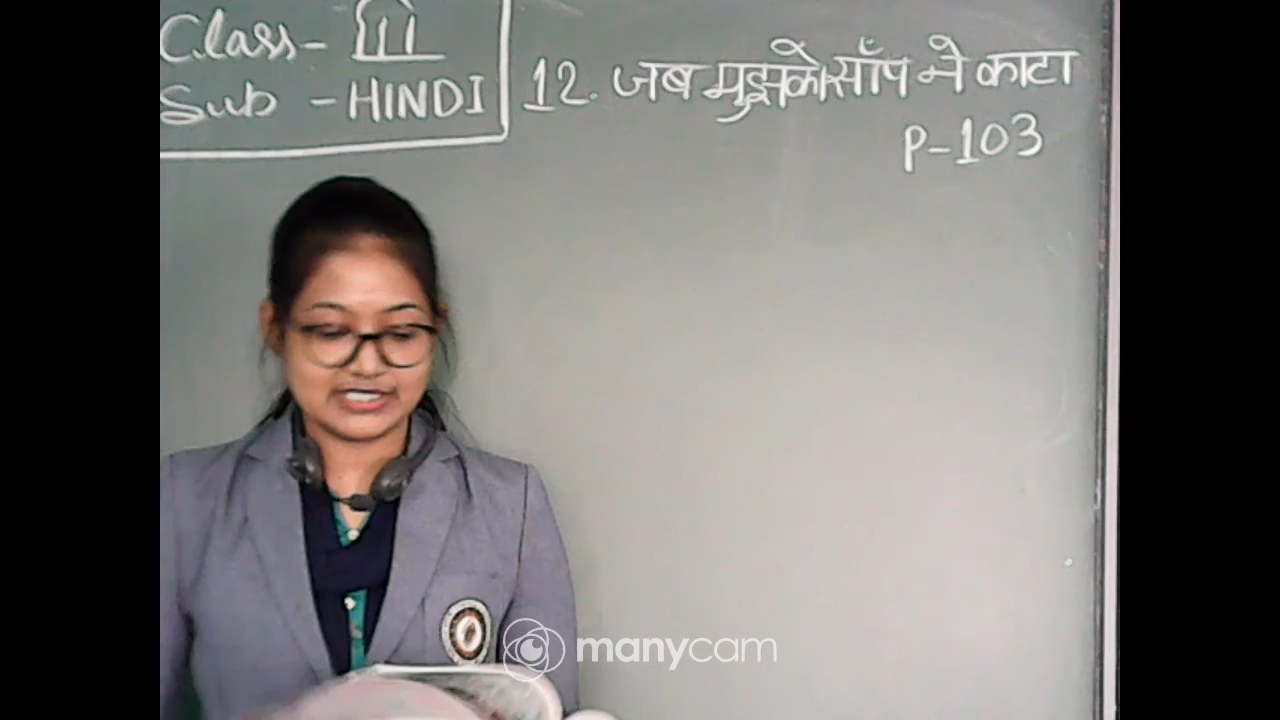 Class- III
Sub - HINDI
12. जब मुझको साँप ने काटा
P-103
manycam